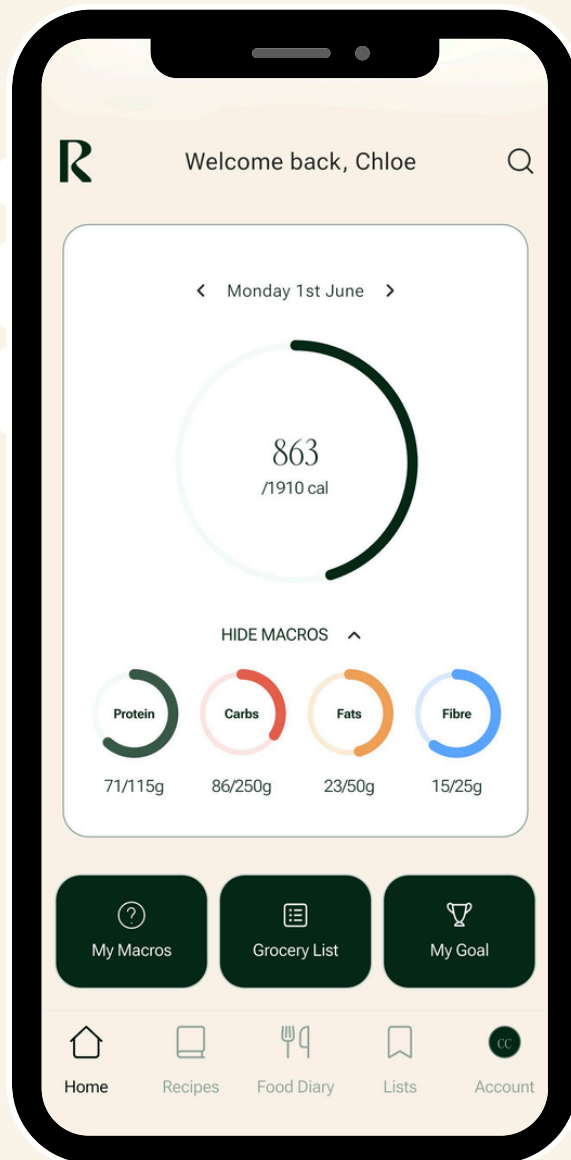 R
Welcome back, Chloe
Monday 1st June
863
/1910 cal
HIDE MACROS
Protein Carbs Fats Fibre
71/115g 86/250g 23/50g 15/25g
My Macros Grocery List My Goal
CC
Home Recipes Food Diary Lists Account